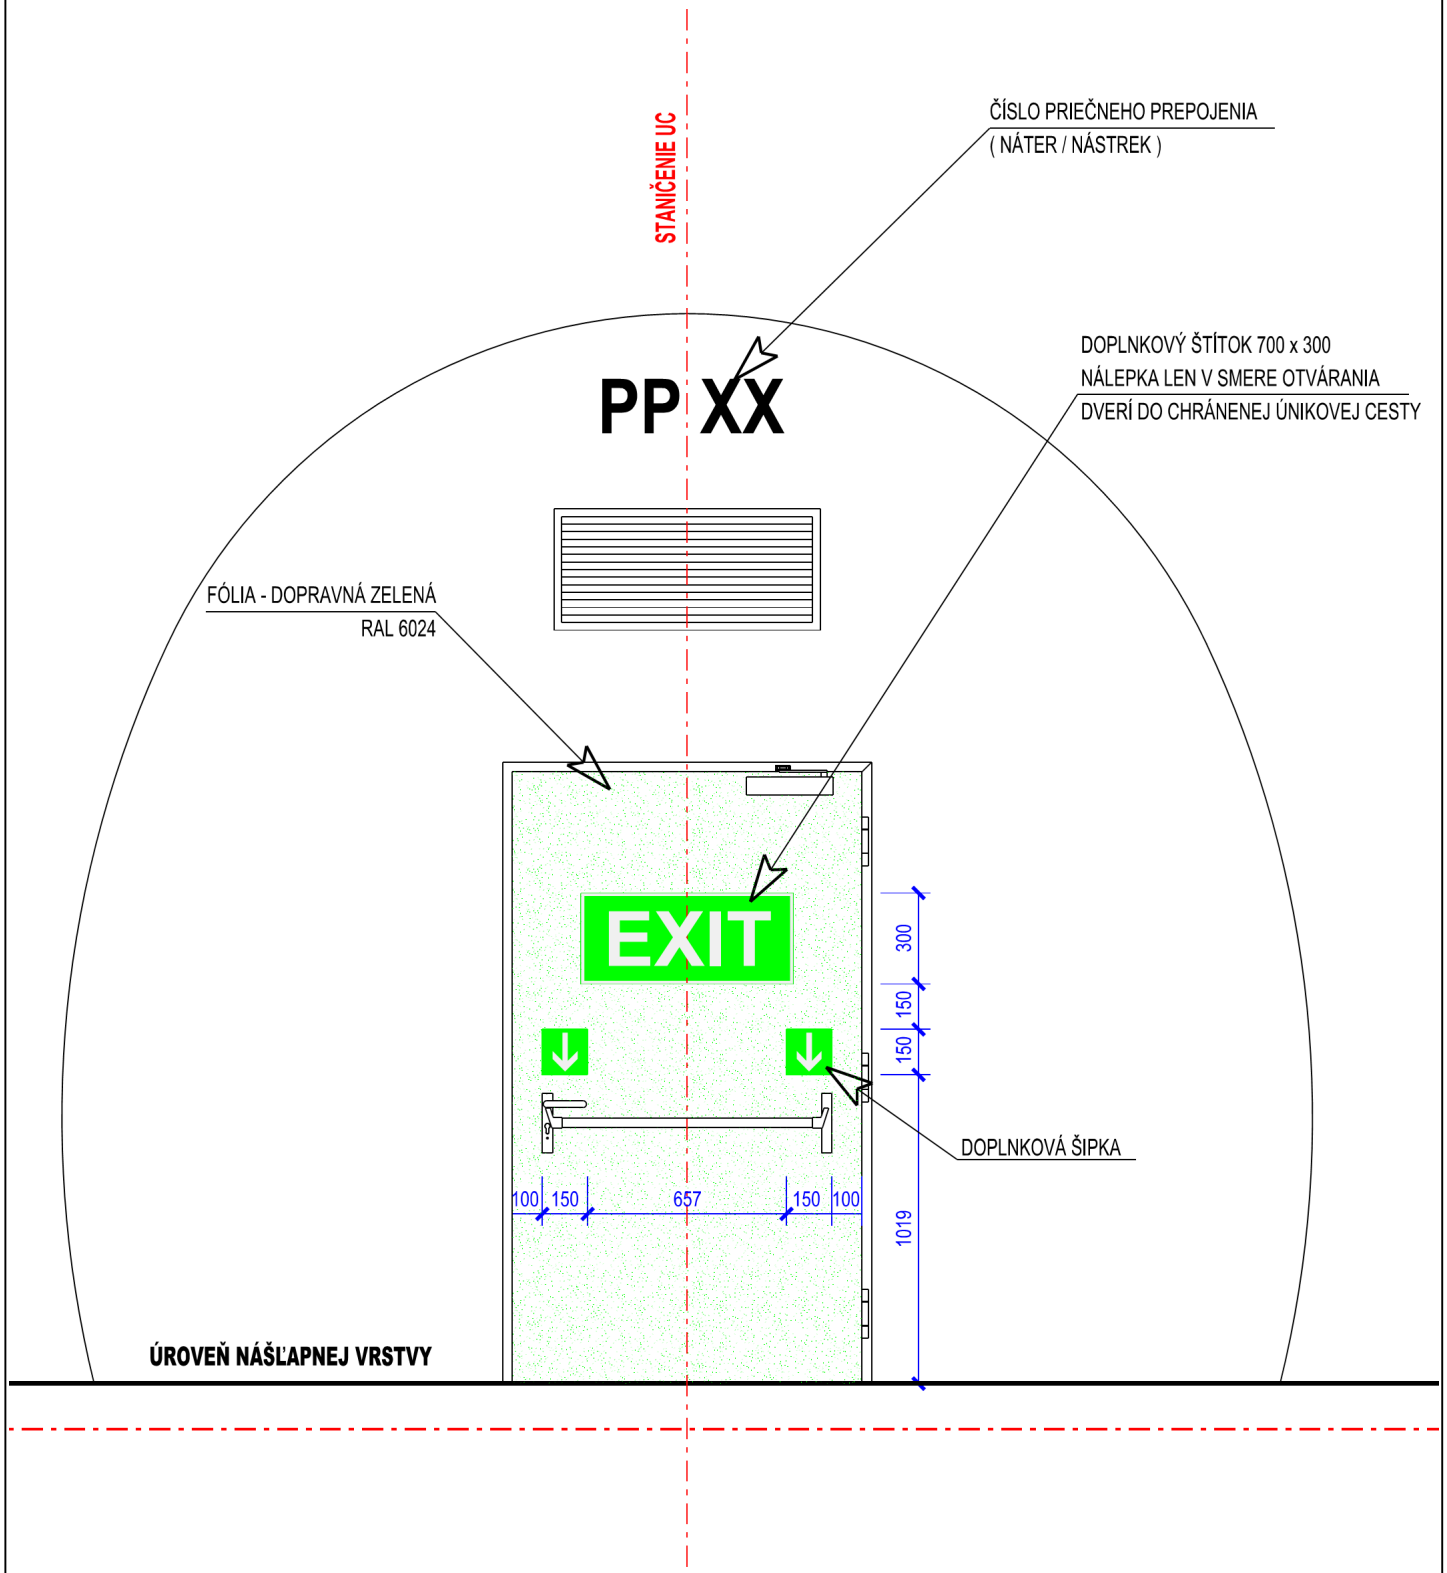 STANIČENIE UC
ČÍSLO PRIEČNEHO PREPOJENIA
( NÁTER / NÁSTREK )
DOPLNKOVÝ ŠTÍTOK 700 x 300
NÁLEPKA LEN V SMERE OTVÁRANIA
DVERÍ DO CHRÁNENEJ ÚNIKOVEJ CESTY
PP XX
FÓLIA - DOPRAVNÁ ZELENÁ
RAL 6024
EXIT
300
150
150
1019
DOPLNKOVÁ ŠIPKA
100 150 657 150 100
ÚROVEŇ NÁŠĽAPNEJ VRSTVY